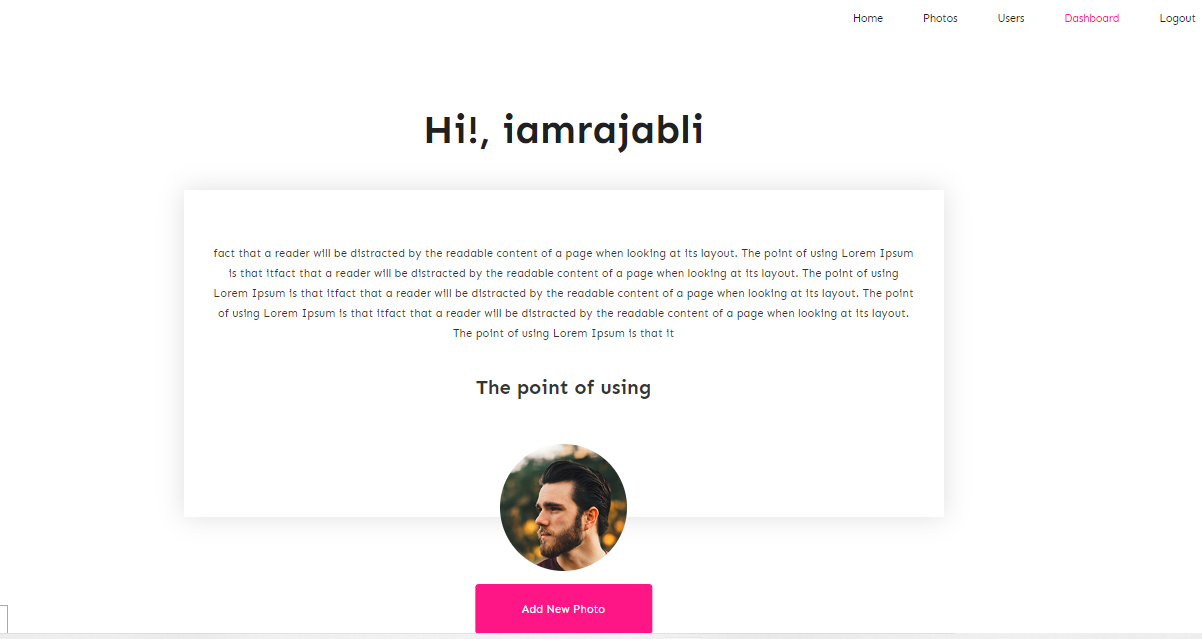 Home Photos Users Dashboard Logout
Hi!, iamrajabli
fact that a reader will be distracted by the readable content of a page when looking at its layout. The point of using Lorem Ipsum
is that itfact that a reader will be distracted by the readable content of a page when looking at its layout. The point of using
Lorem Ipsum is that itfact that a reader will be distracted by the readable content of a page when looking at its layout. The point
of using Lorem Ipsum is that itfact that a reader will be distracted by the readable content of a page when looking at its layout.
The point of using Lorem Ipsum is that it
The point of using
Add New Photo